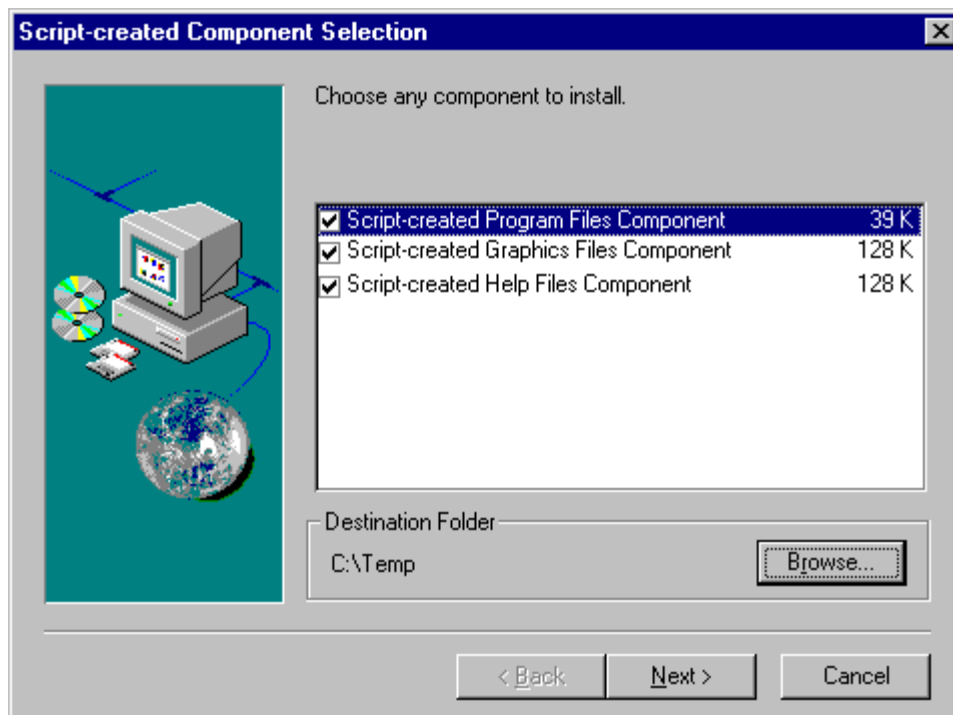 Script-created Component Selection
Choose any component to install.
Script-created Program Files Component 39 K
Script-created Graphics Files Component 128 K
Script-created Help Files Component 128 K
Destination Folder
C:\Temp
Browse...
< Back
Next >
Cancel